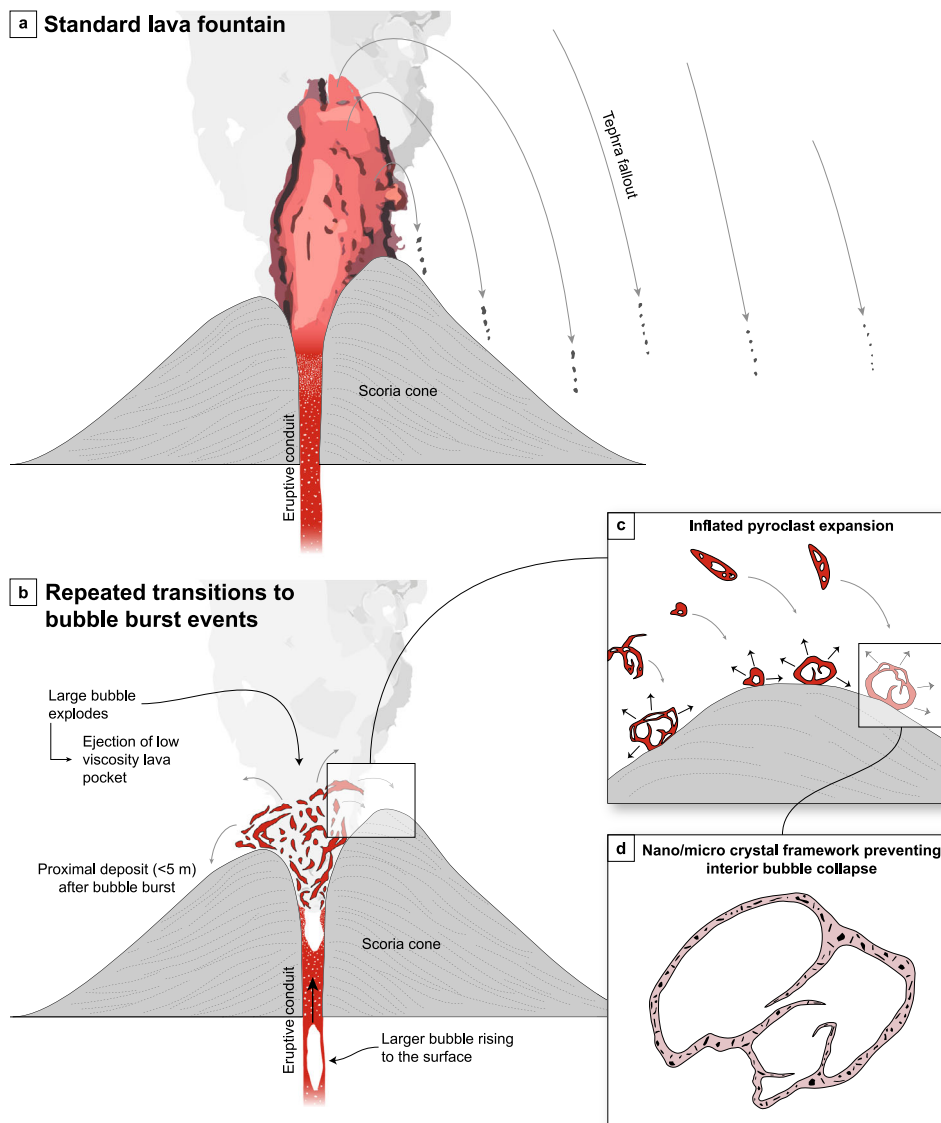 a
Standard lava fountain
Tephra fallout
Scoria cone
Eruptive conduit
b
Repeated transitions to
bubble burst events
Large bubble
explodes
Ejection of low
viscosity lava
pocket
Proximal deposit (<5 m)
after bubble burst
Scoria cone
Eruptive conduit
Larger bubble rising
to the surface
c
Inflated pyroclast expansion
d
Nano/micro crystal framework preventing
interior bubble collapse